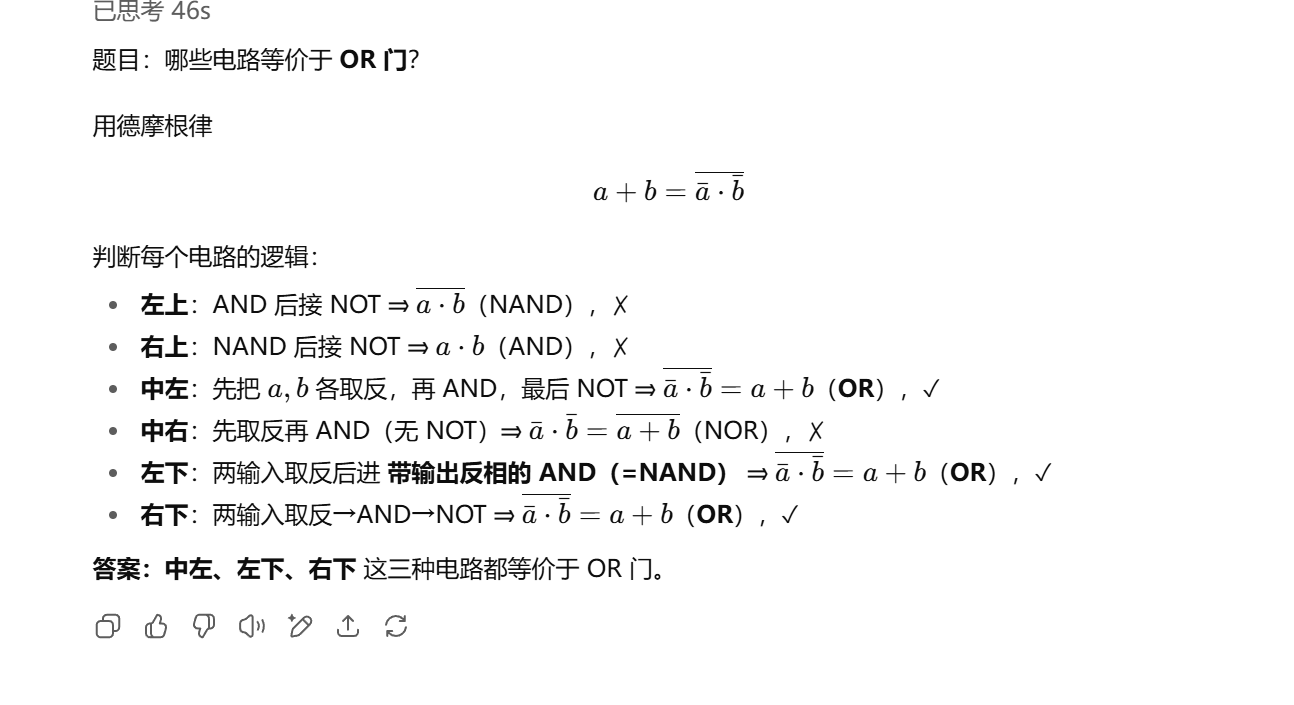 已思考 46s
题目：哪些电路等价于 OR 门？
用德摩根律
$a + b = \overline{\bar{a} \cdot \bar{b}}$
判断每个电路的逻辑：
• 左上：AND 后接 NOT ⇒ $\overline{a \cdot b}$（NAND），✗
• 右上：NAND 后接 NOT ⇒ $a \cdot b$（AND），✗
• 中左：先把 $a, b$ 各取反，再 AND，最后 NOT ⇒ $\overline{\bar{a} \cdot \bar{b}} = a + b$（OR），✓
• 中右：先取反再 AND（无 NOT）⇒ $\bar{a} \cdot \bar{b} = \overline{a + b}$（NOR），✗
• 左下：两输入取反后进 带输出反相的 AND（=NAND） ⇒ $\overline{\bar{a} \cdot \bar{b}} = a + b$（OR），✓
• 右下：两输入取反→AND→NOT ⇒ $\overline{\bar{a} \cdot \bar{b}} = a + b$（OR），✓
答案：中左、左下、右下 这三种电路都等价于 OR 门。